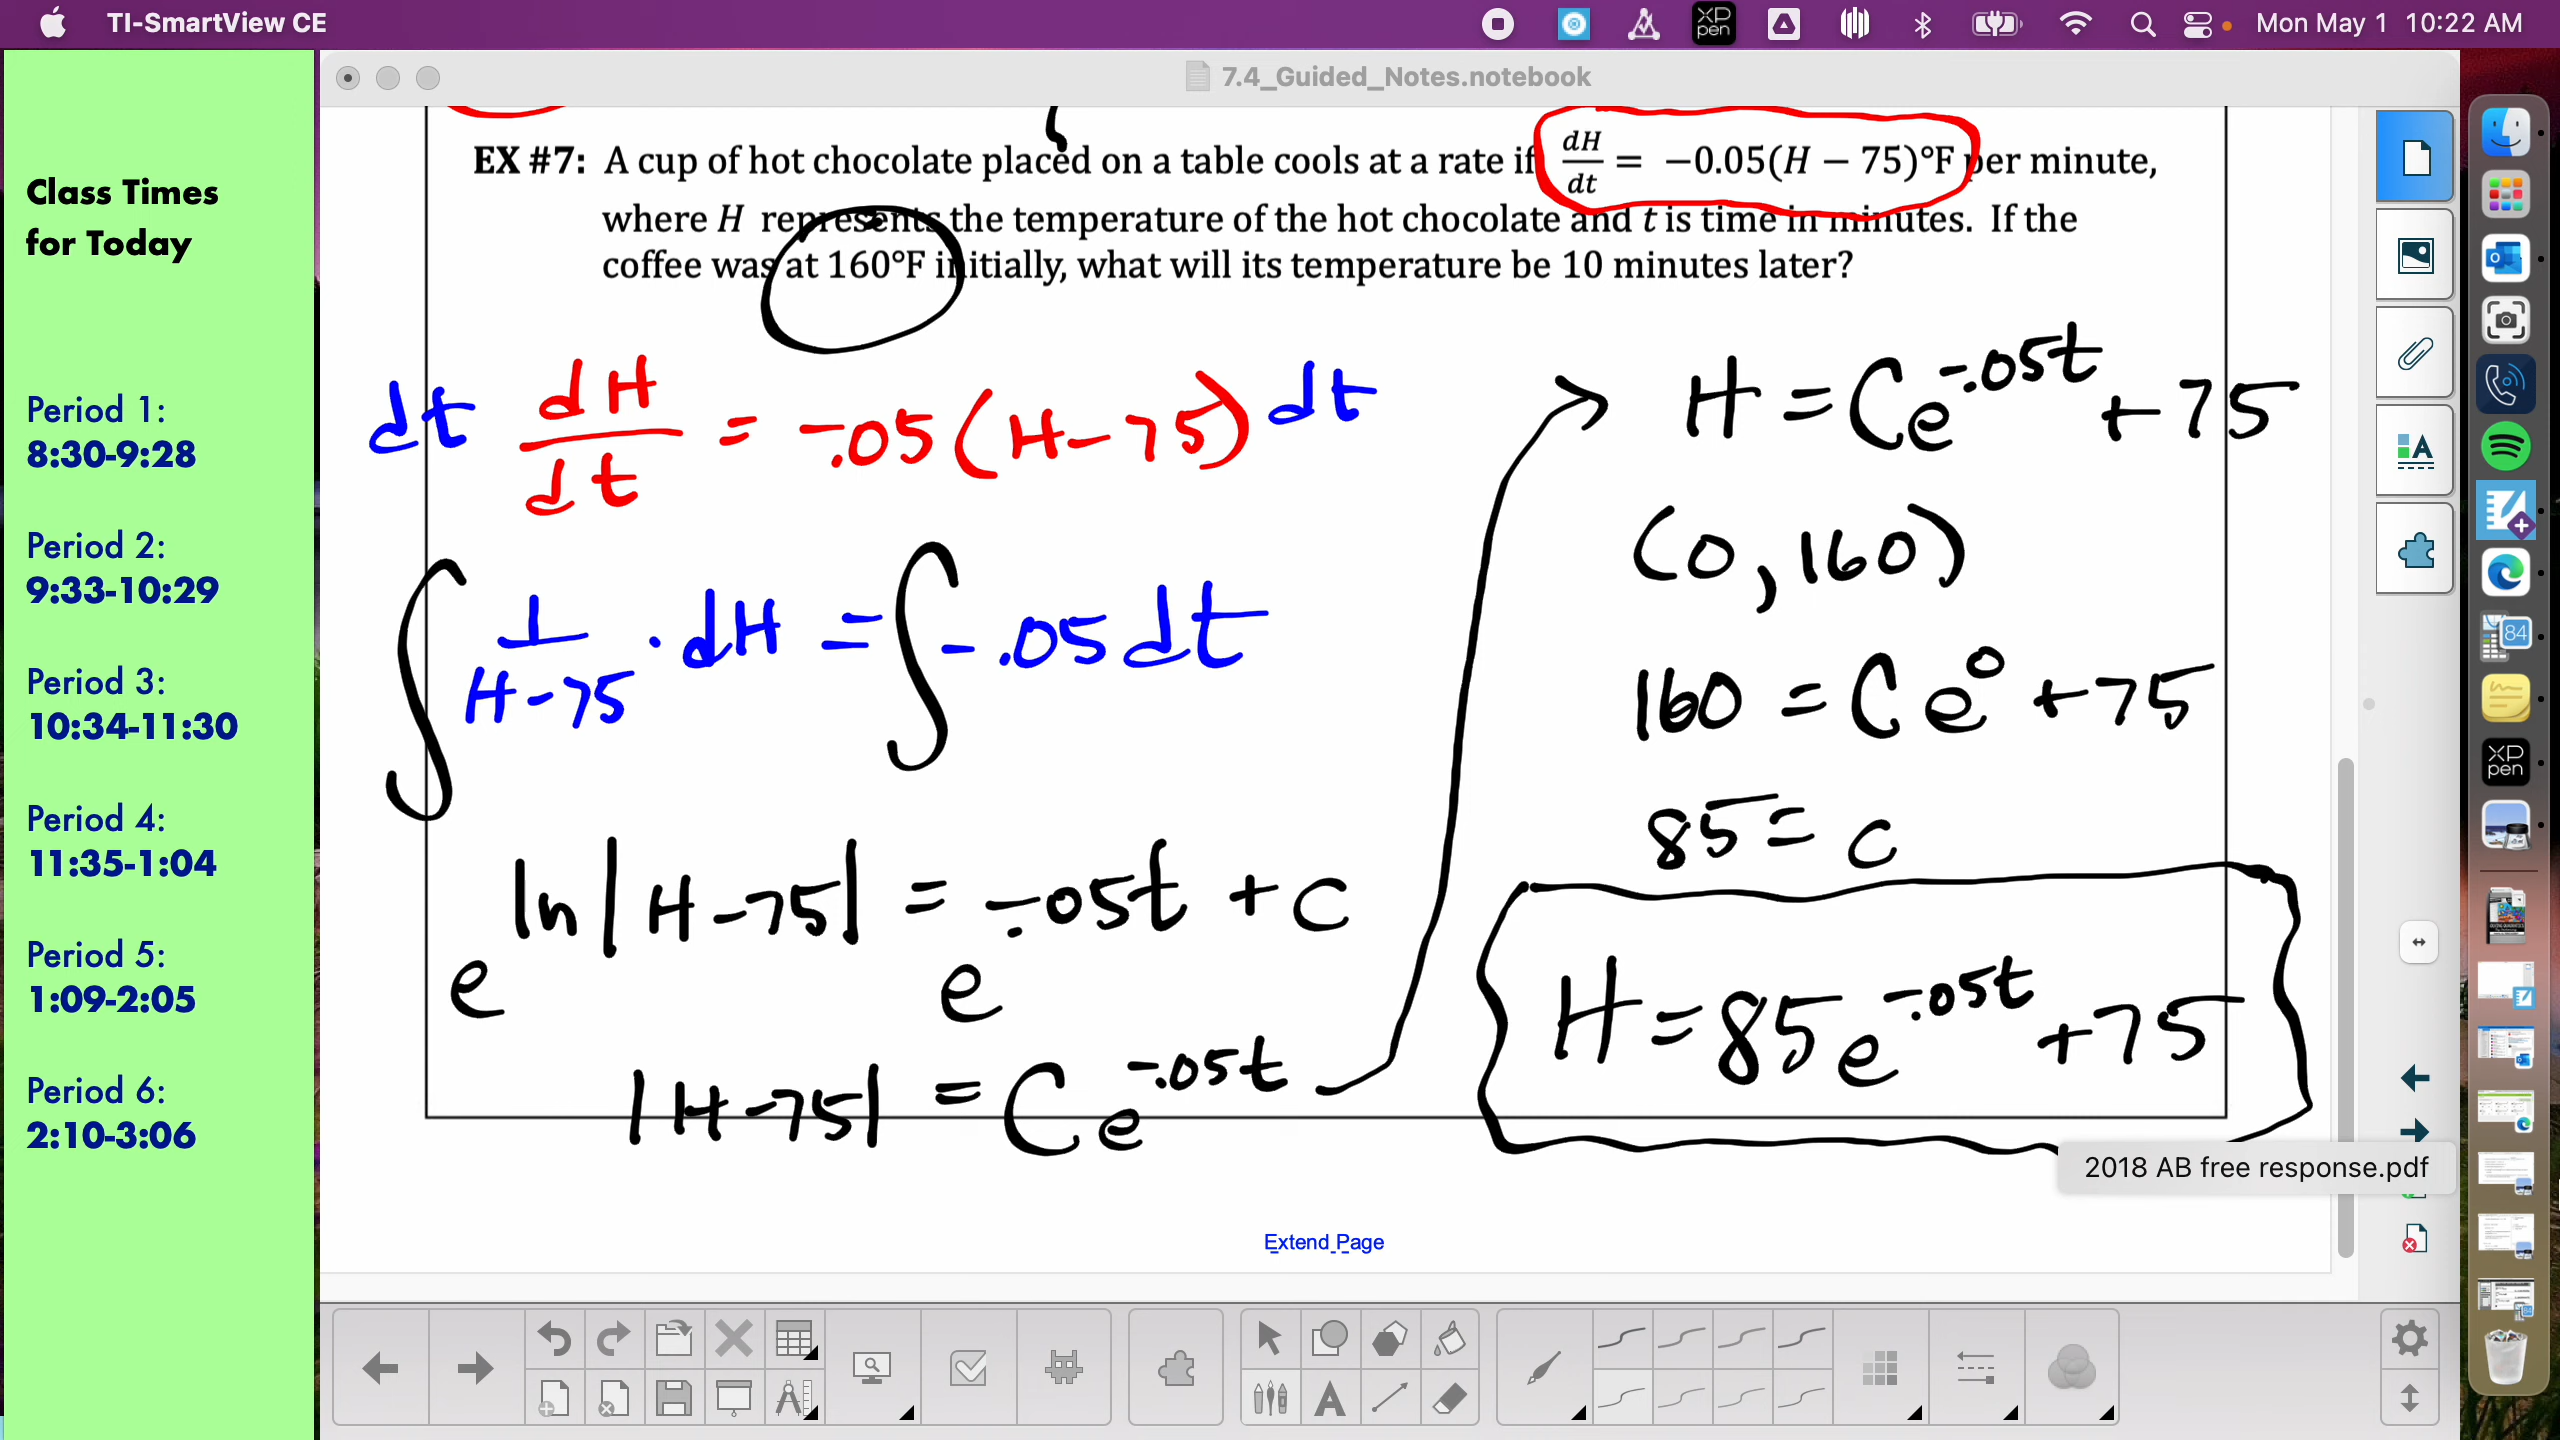 TI-SmartView CE
XP pen
Mon May 1 10:22 AM
7.4_Guided_Notes.notebook
Class Times
for Today
Period 1:
8:30-9:28
Period 2:
9:33-10:29
Period 3:
10:34-11:30
Period 4:
11:35-1:04
Period 5:
1:09-2:05
Period 6:
2:10-3:06
EX #7: A cup of hot chocolate placed on a table cools at a rate if dH/dt = −0.05(H − 75)°F per minute,
where H represents the temperature of the hot chocolate and t is time in minutes. If the
coffee was at 160°F initially, what will its temperature be 10 minutes later?
dt dH/dt = -.05(H-75) dt
∫ 1/(H-75) · dH = ∫ -.05 dt
ln|H-75| = -.05t + c
e e
|H-75| = Ce^-.05t
H = Ce^-.05t + 75
(0,160)
160 = Ce^0 + 75
85 = c
H = 85e^-.05t + 75
2018 AB free response.pdf
Extend Page
A
84
XP pen
A